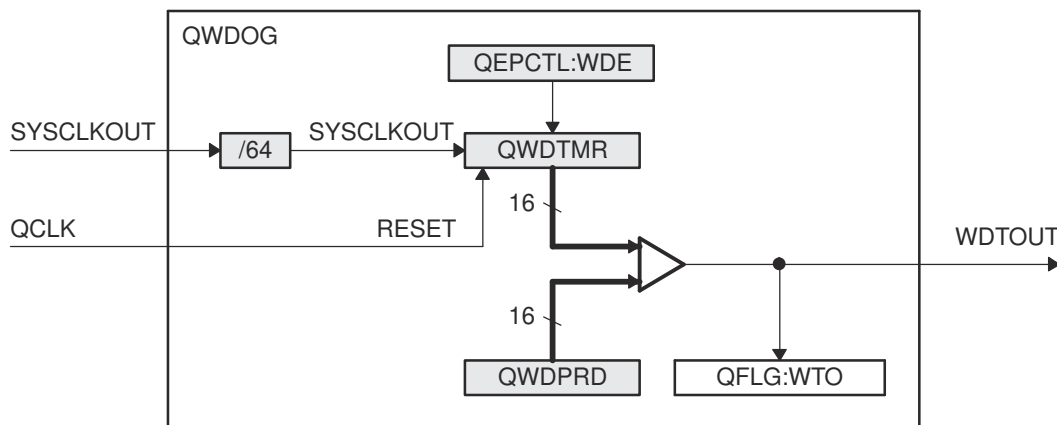 QWDOG
QEPCTL:WDE
SYSCLKOUT
/64
SYSCLKOUT
QWDTMR
16
QCLK
RESET
WDTOUT
16
QWDPRD
QFLG:WTO